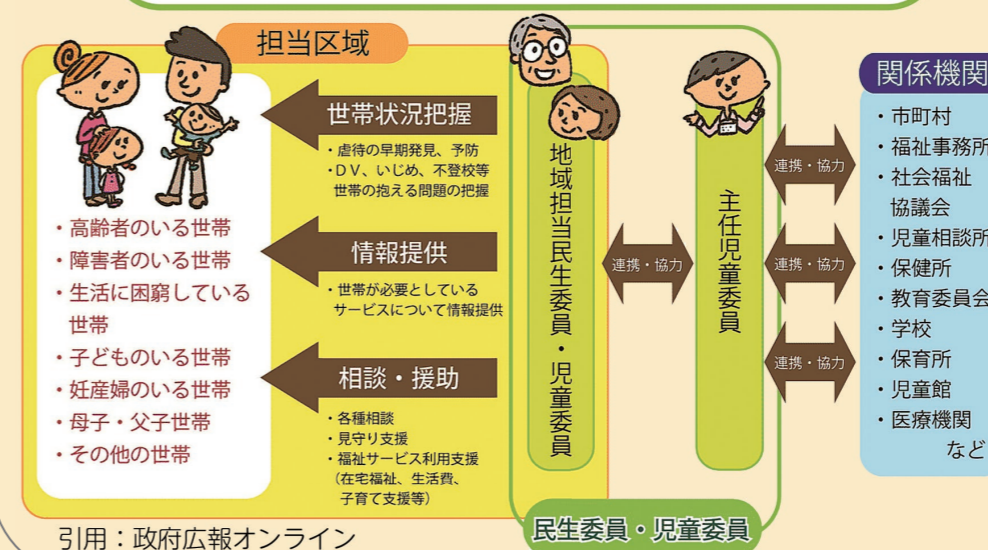 担当区域
・高齢者のいる世帯
・障害者のいる世帯
・生活に困窮している
世帯
・子どものいる世帯
・妊産婦のいる世帯
・母子・父子世帯
・その他の世帯
世帯状況把握
・虐待の早期発見、予防
・DV、いじめ、不登校等
世帯の抱える問題の把握
情報提供
・世帯が必要としている
サービスについて情報提供
相談・援助
・各種相談
・見守り支援
・福祉サービス利用支援
（在宅福祉、生活費、
子育て支援等）
地域担当民生委員・児童委員
連携・協力
主任児童委員
連携・協力
連携・協力
連携・協力
関係機関
・市町村
・福祉事務所
・社会福祉
協議会
・児童相談所
・保健所
・教育委員会
・学校
・保育所
・児童館
・医療機関
など
民生委員・児童委員
引用：政府広報オンライン